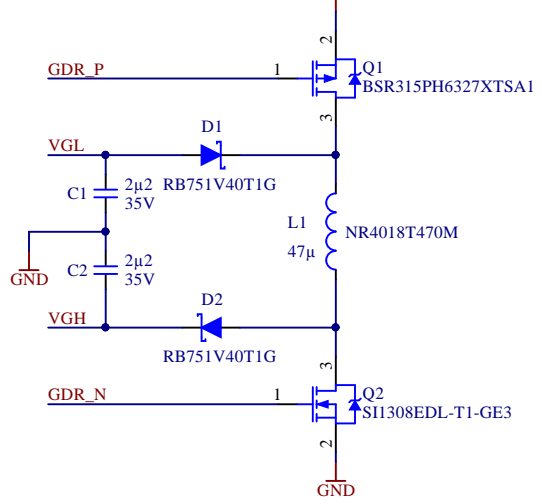 2
GDR_P
1
Q1
BSR315PH6327XTSA1
3
D1
VGL
RB751V40T1G
C1
2µ2
35V
L1
NR4018T470M
47µ
C2
2µ2
35V
GND
D2
VGH
RB751V40T1G
3
GDR_N
1
Q2
SI1308EDL-T1-GE3
2
GND